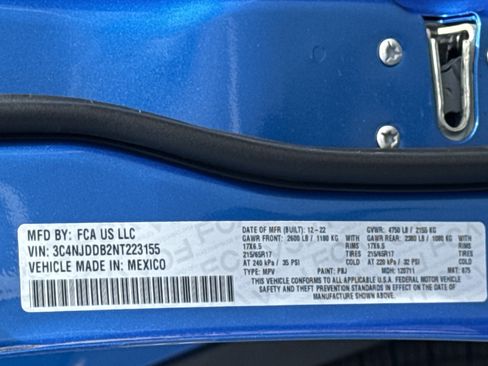 MFD BY: FCA US LLC
VIN: 3C4NJDDB2NT223155
VEHICLE MADE IN: MEXICO
DATE OF MFR (BUILT): 12-22 GVWR: 4750 LB / 2155 KG
GAWR FRONT: 2600 LB / 1180 KG WITH GAWR REAR: 2380 LB / 1080 KG WITH
17X6.5 RIMS 17X6.5 RIMS
215/65R17 TIRES 215/65R17 TIRES
AT 240 kPa / 35 PSI COLD AT 220 kPa / 32 PSI COLD
TYPE: MPV PAINT: PBJ MDH: 120711 MAT: 875
THIS VEHICLE CONFORMS TO ALL APPLICABLE U.S.A. FEDERAL MOTOR VEHICLE
SAFETY STANDARDS IN EFFECT ON THE DATE OF MANUFACTURE SHOWN ABOVE.